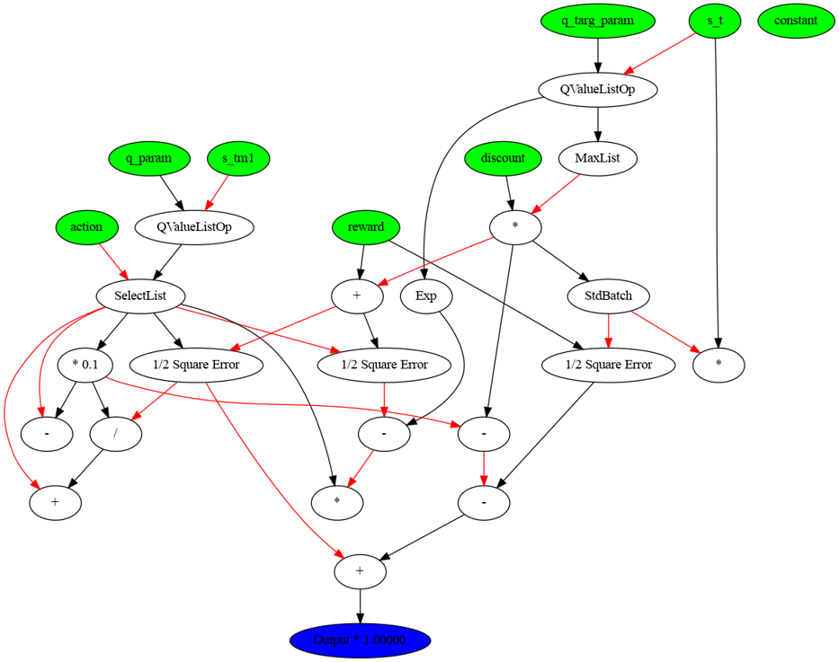 q_targ_param
s_t
constant
QValueListOp
q_param
s_tm1
discount
MaxList
action
QValueListOp
reward
*
SelectList
+
Exp
StdBatch
* 0.1
1/2 Square Error
1/2 Square Error
1/2 Square Error
*
-
/
-
-
+
*
-
+
Output * 1.00000